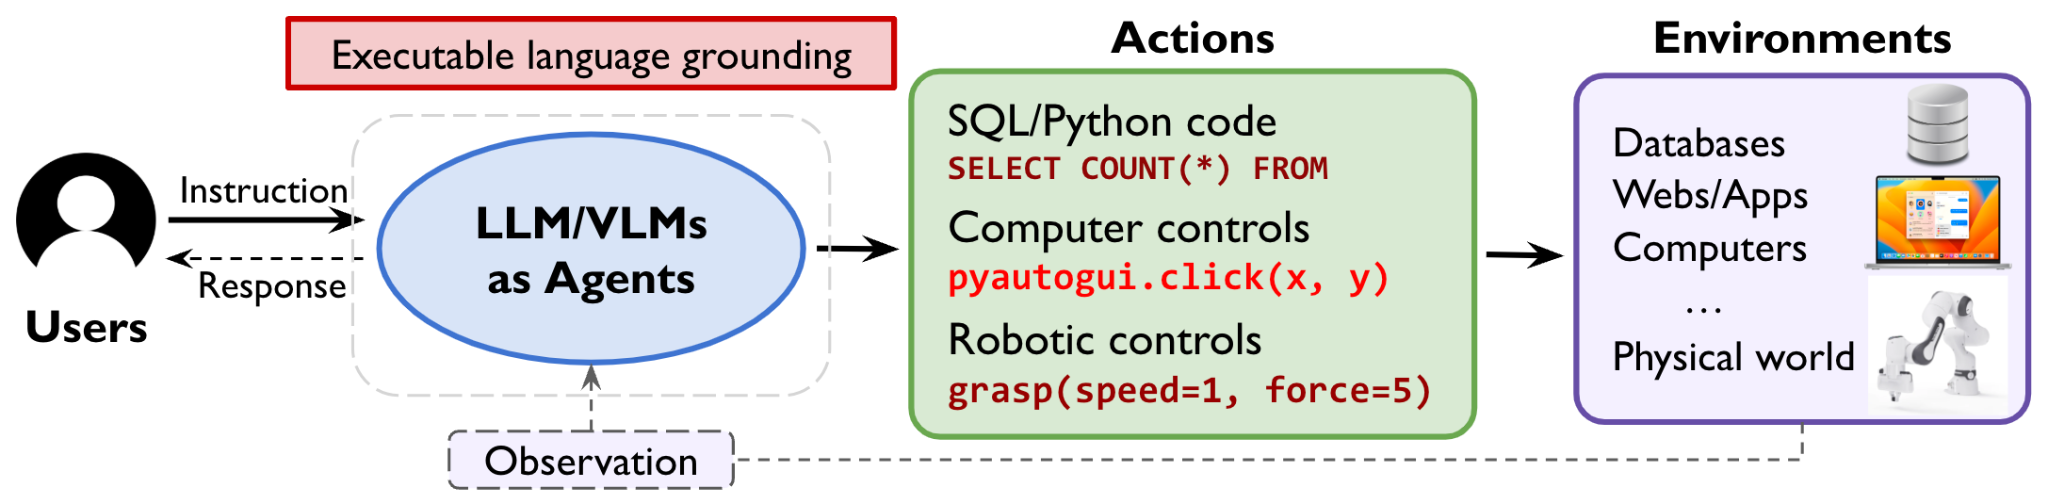 Executable language grounding
Users
Instruction
Response
LLM/VLMs
as Agents
Observation
Actions
SQL/Python code
SELECT COUNT(*) FROM
Computer controls
pyautogui.click(x, y)
Robotic controls
grasp(speed=1, force=5)
Environments
Databases
Webs/Apps
Computers
...
Physical world